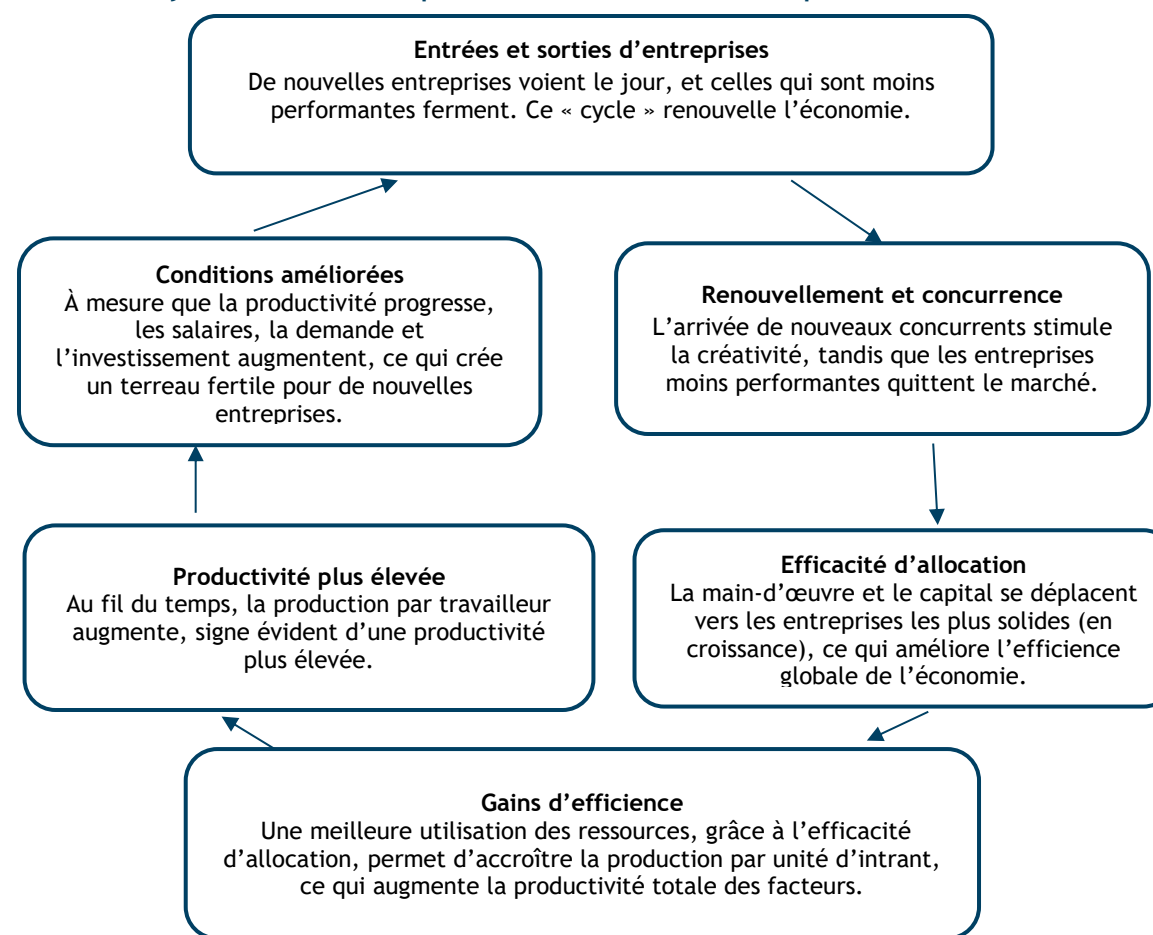 Entrées et sorties d’entreprises
De nouvelles entreprises voient le jour, et celles qui sont moins
performantes ferment. Ce « cycle » renouvelle l’économie.
Conditions améliorées
À mesure que la productivité progresse,
les salaires, la demande et
l’investissement augmentent, ce qui crée
un terreau fertile pour de nouvelles
entreprises.
Renouvellement et concurrence
L’arrivée de nouveaux concurrents stimule
la créativité, tandis que les entreprises
moins performantes quittent le marché.
Productivité plus élevée
Au fil du temps, la production par travailleur
augmente, signe évident d’une productivité
plus élevée.
Efficacité d’allocation
La main-d’œuvre et le capital se déplacent
vers les entreprises les plus solides (en
croissance), ce qui améliore l’efficience
globale de l’économie.
Gains d’efficience
Une meilleure utilisation des ressources, grâce à l’efficacité
d’allocation, permet d’accroître la production par unité d’intrant,
ce qui augmente la productivité totale des facteurs.